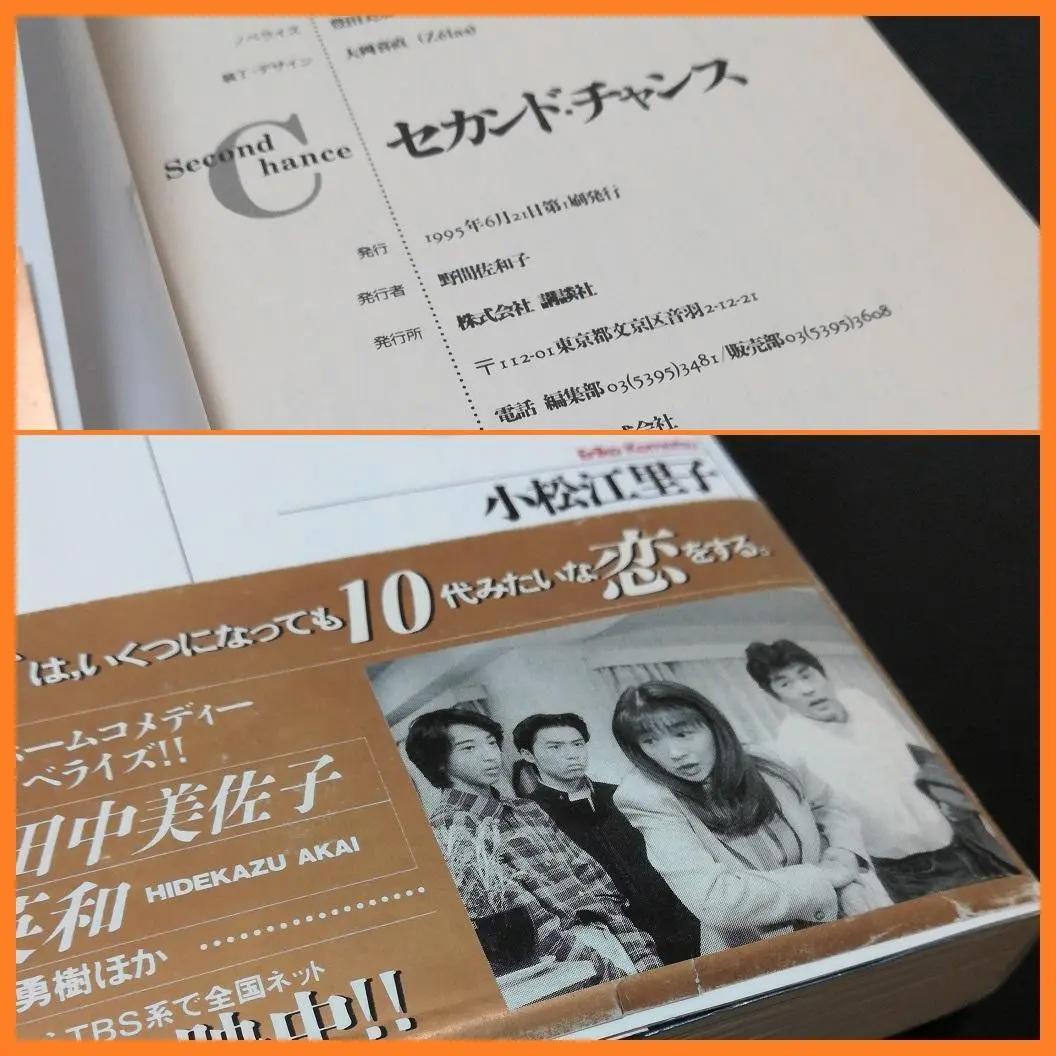 ノベライズ
装丁・デザイン
大岡喜直 (Zélas)
Second Chance
セカンド・チャンス
発行
1995年6月21日第1刷発行
発行者
野間佐和子
発行所
株式会社 講談社
〒112-01東京都文京区音羽2-12-21
電話 編集部03(5395)3481/販売部03(5395)3608
式会社
小松江里子
は、いくつになっても10代みたいな恋をする。
ームコメディー
ベライズ!!
田中美佐子
英和 HIDEKAZU AKAI
勇樹ほか
TBS系で全国ネット
映中!!